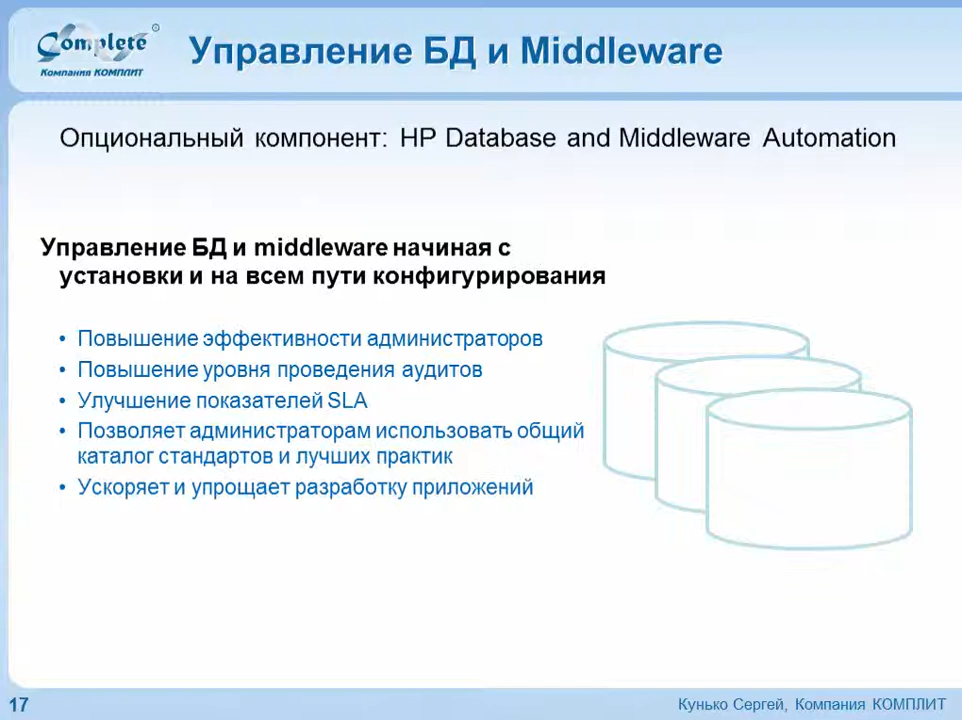 Complete ®
Компания КОМПЛИТ
Управление БД и Middleware
Опциональный компонент: HP Database and Middleware Automation
Управление БД и middleware начиная с
установки и на всем пути конфигурирования
• Повышение эффективности администраторов
• Повышение уровня проведения аудитов
• Улучшение показателей SLA
• Позволяет администраторам использовать общий
каталог стандартов и лучших практик
• Ускоряет и упрощает разработку приложений
17
Кунько Сергей, Компания КОМПЛИТ